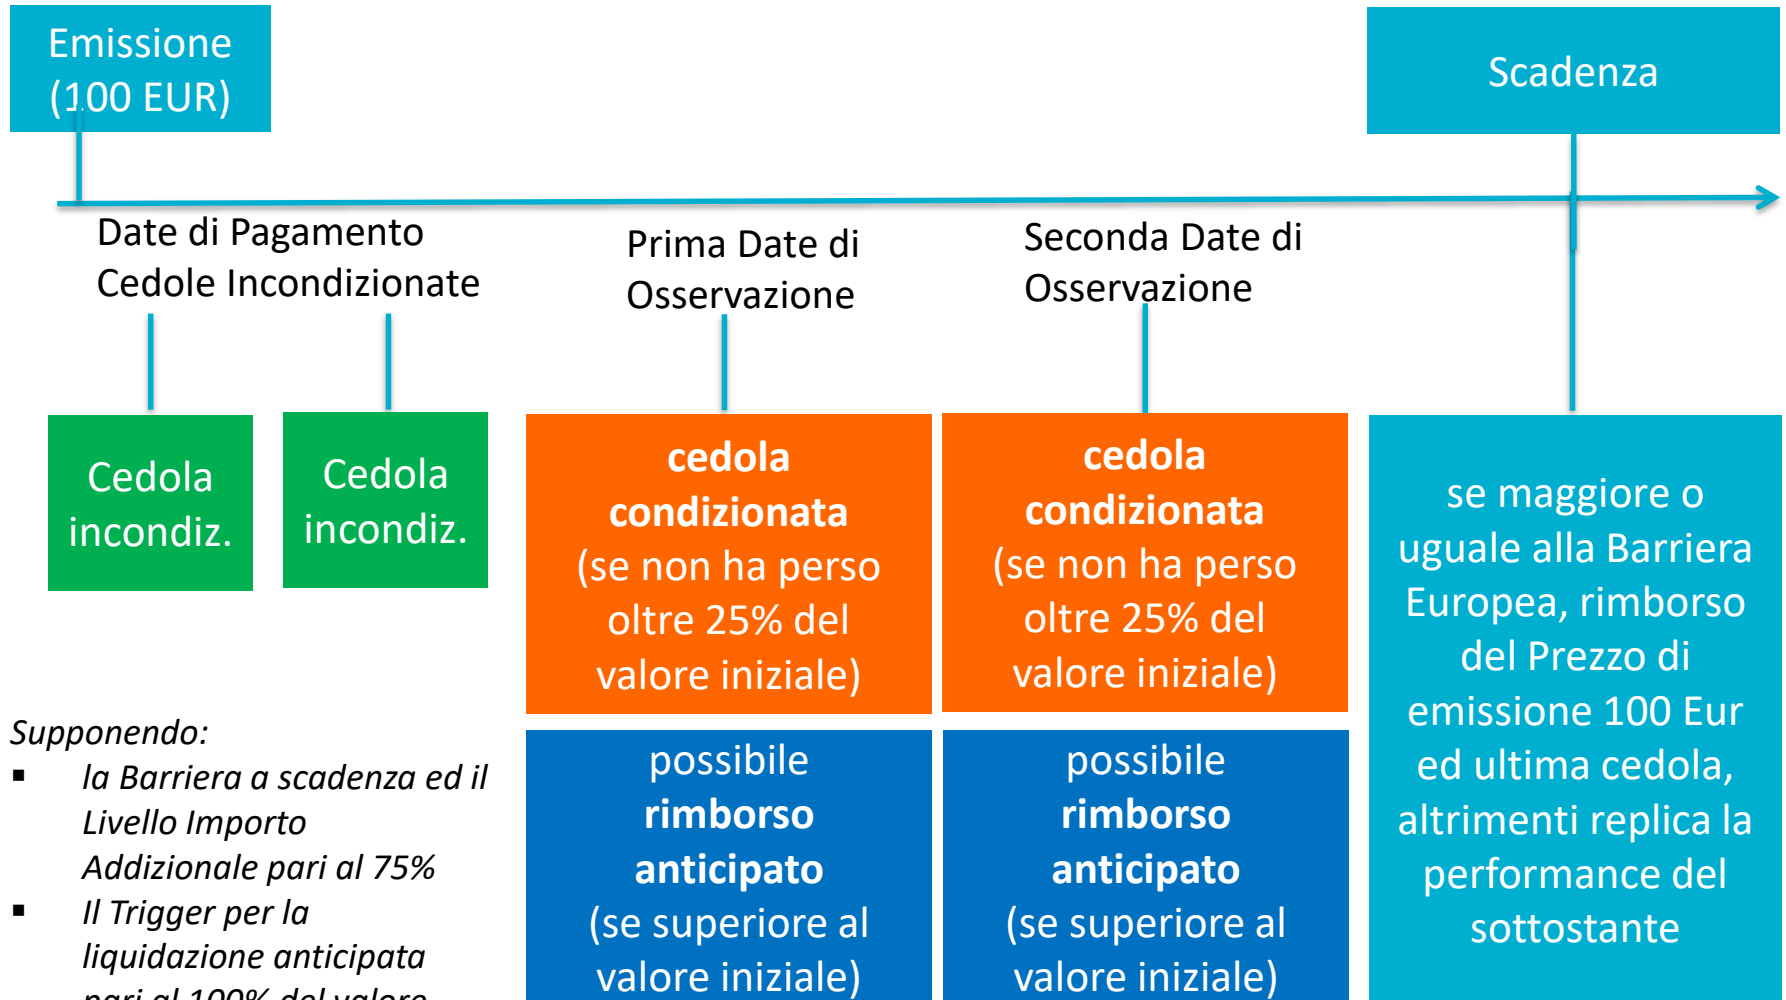 Emissione
(100 EUR)
Scadenza
Date di Pagamento
Cedole Incondizionate
Prima Date di
Osservazione
Seconda Date di
Osservazione
Cedola
incondiz.
Cedola
incondiz.
cedola
condizionata
(se non ha perso
oltre 25% del
valore iniziale)
cedola
condizionata
(se non ha perso
oltre 25% del
valore iniziale)
se maggiore o
uguale alla Barriera
Europea, rimborso
del Prezzo di
emissione 100 Eur
ed ultima cedola,
altrimenti replica la
performance del
sottostante
Supponendo:
▪ la Barriera a scadenza ed il
Livello Importo
Addizionale pari al 75%
▪ Il Trigger per la
liquidazione anticipata
pari al 100% del valore
possibile
rimborso
anticipato
(se superiore al
valore iniziale)
possibile
rimborso
anticipato
(se superiore al
valore iniziale)